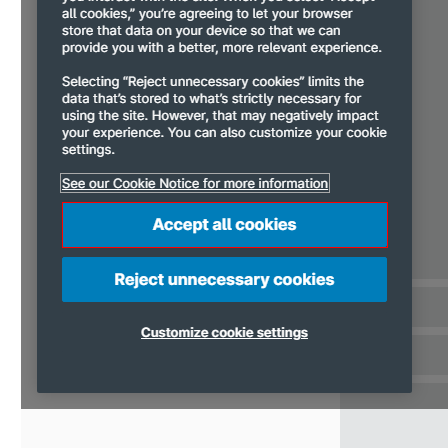 all cookies,” you’re agreeing to let your browser
store that data on your device so that we can
provide you with a better, more relevant experience.
Selecting “Reject unnecessary cookies” limits the
data that’s stored to what’s strictly necessary for
using the site. However, that may negatively impact
your experience. You can also customize your cookie
settings.
See our Cookie Notice for more information
Accept all cookies
Reject unnecessary cookies
Customize cookie settings